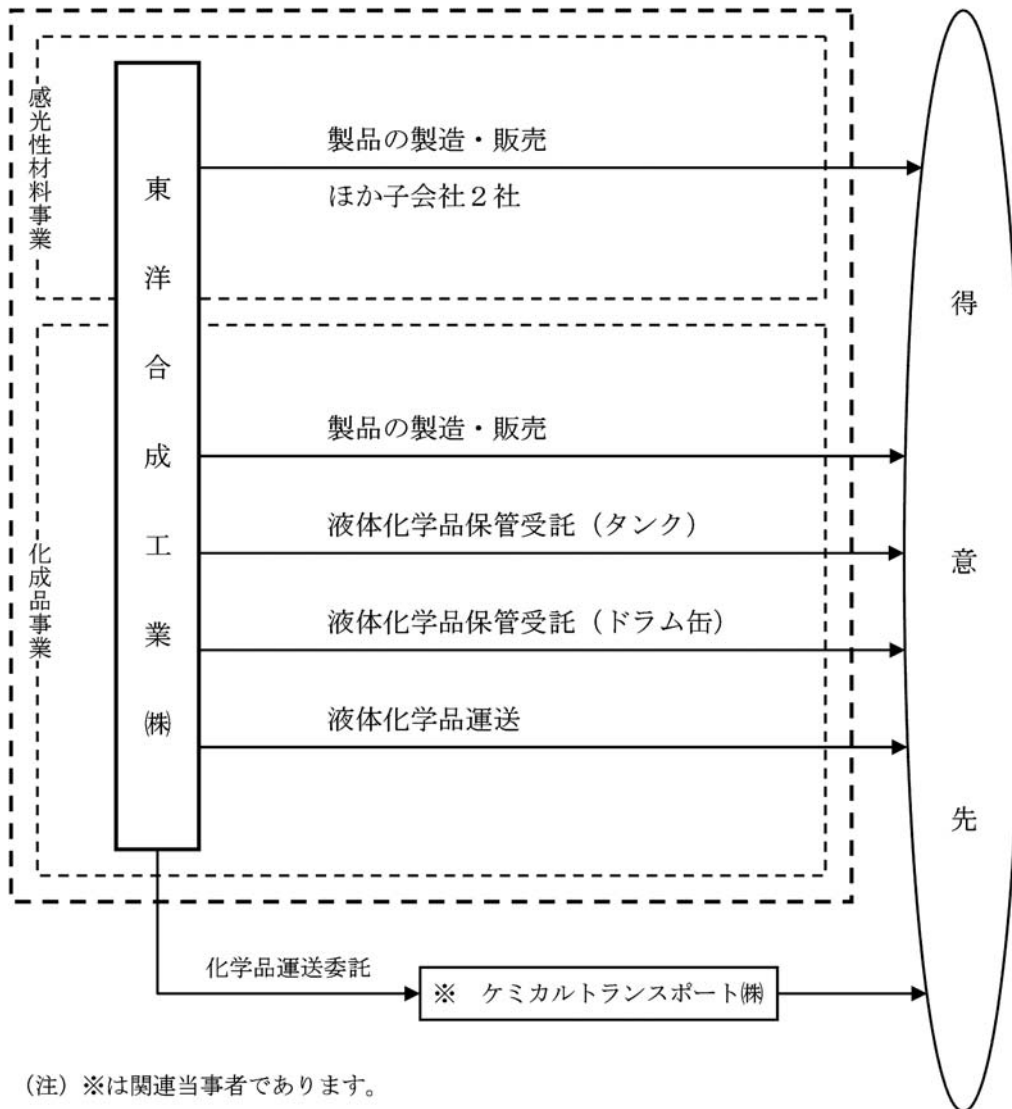 感光性材料事業
東洋合成工業㈱
製品の製造・販売
ほか子会社２社
化成品事業
製品の製造・販売
液体化学品保管受託（タンク）
液体化学品保管受託（ドラム缶）
液体化学品運送
得意先
化学品運送委託
※　ケミカルトランスポート㈱
（注）※は関連当事者であります。